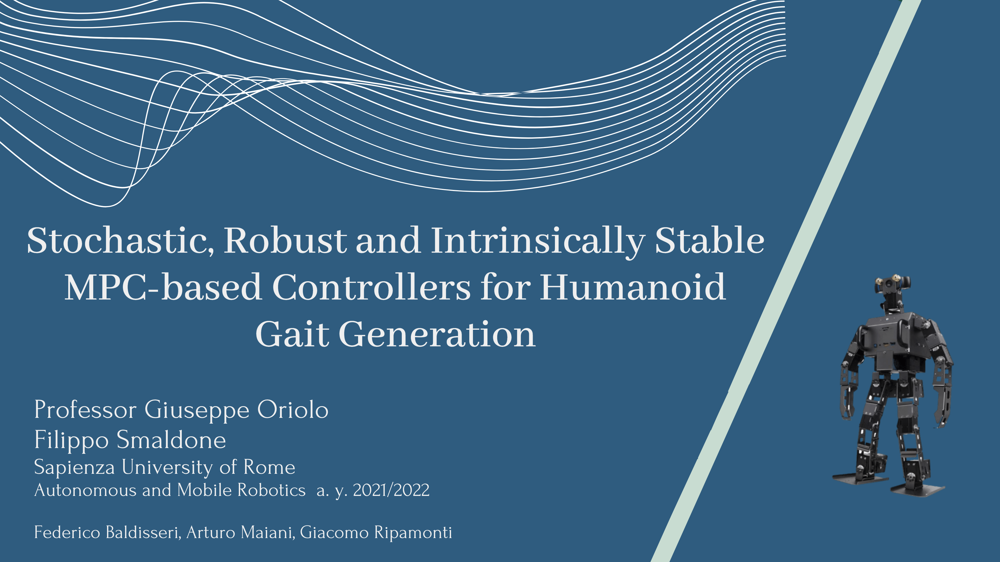 Stochastic, Robust and Intrinsically Stable
MPC-based Controllers for Humanoid
Gait Generation
Professor Giuseppe Oriolo
Filippo Smaldone
Sapienza University of Rome
Autonomous and Mobile Robotics  a. y. 2021/2022
Federico Baldisseri, Arturo Maiani, Giacomo Ripamonti